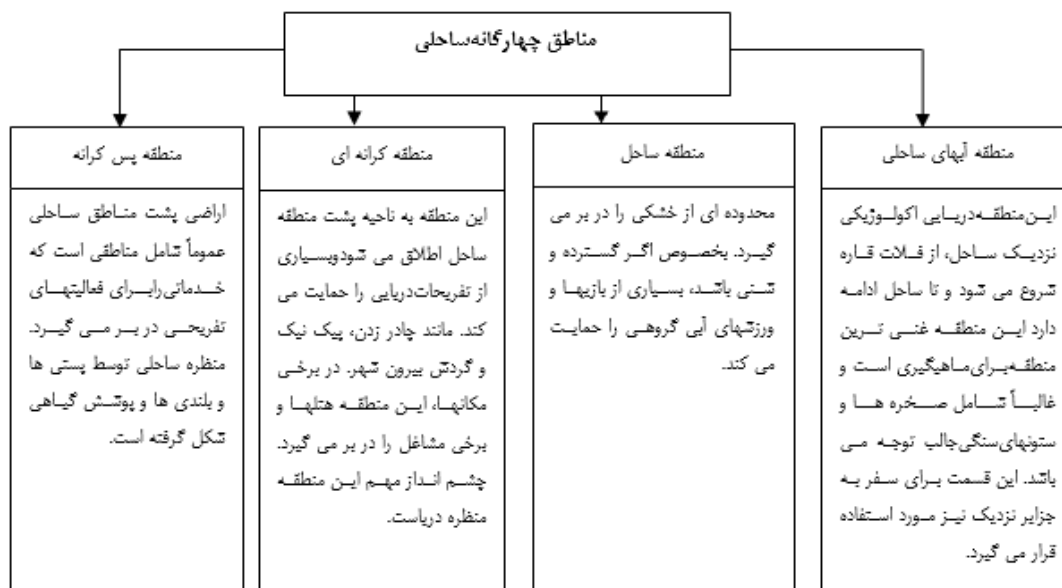 مناطق چهارگانه‌ساحلی
منطقه آبهای ساحلی
این‌منطقه‌دریایی اکولوژیکی
نزدیک ساحل، از فلات قاره
شروع می شود و تا ساحل ادامه
دارد این منطقه غنی ترین
منطقه‌برای‌ماهیگیری است و
غالباً شامل صخره ها و
ستونهای‌سنگی‌جالب توجه می
باشد. این قسمت برای سفر به
جزایر نزدیک نیز مورد استفاده
قرار می گیرد.
منطقه ساحل
محدوده ای از خشکی را در بر می
گیرد. بخصوص اگر گسترده و
شنی باشد، بسیاری از بازیها و
ورزشهای آبی گروهی را حمایت
می کند.
منطقه کرانه ای
این منطقه به ناحیه پشت منطقه
ساحل اطلاق می شودوبسیاری
از تفریحات‌دریایی را حمایت می
کند. مانند چادر زدن، پیک نیک
و گردش بیرون شهر. در برخی
مکانها، این منطقه هتلها و
برخی مشاغل را در بر می گیرد.
چشم انداز مهم این منطقه
منظره دریاست.
منطقه پس کرانه
اراضی پشت مناطق ساحلی
عموماً شامل مناطقی است که
خدماتی‌رابرای فعالیتهای
تفریحی در بر می گیرد.
منظره ساحلی توسط پستی ها
و بلندی ها و پوشش گیاهی
شکل گرفته است.